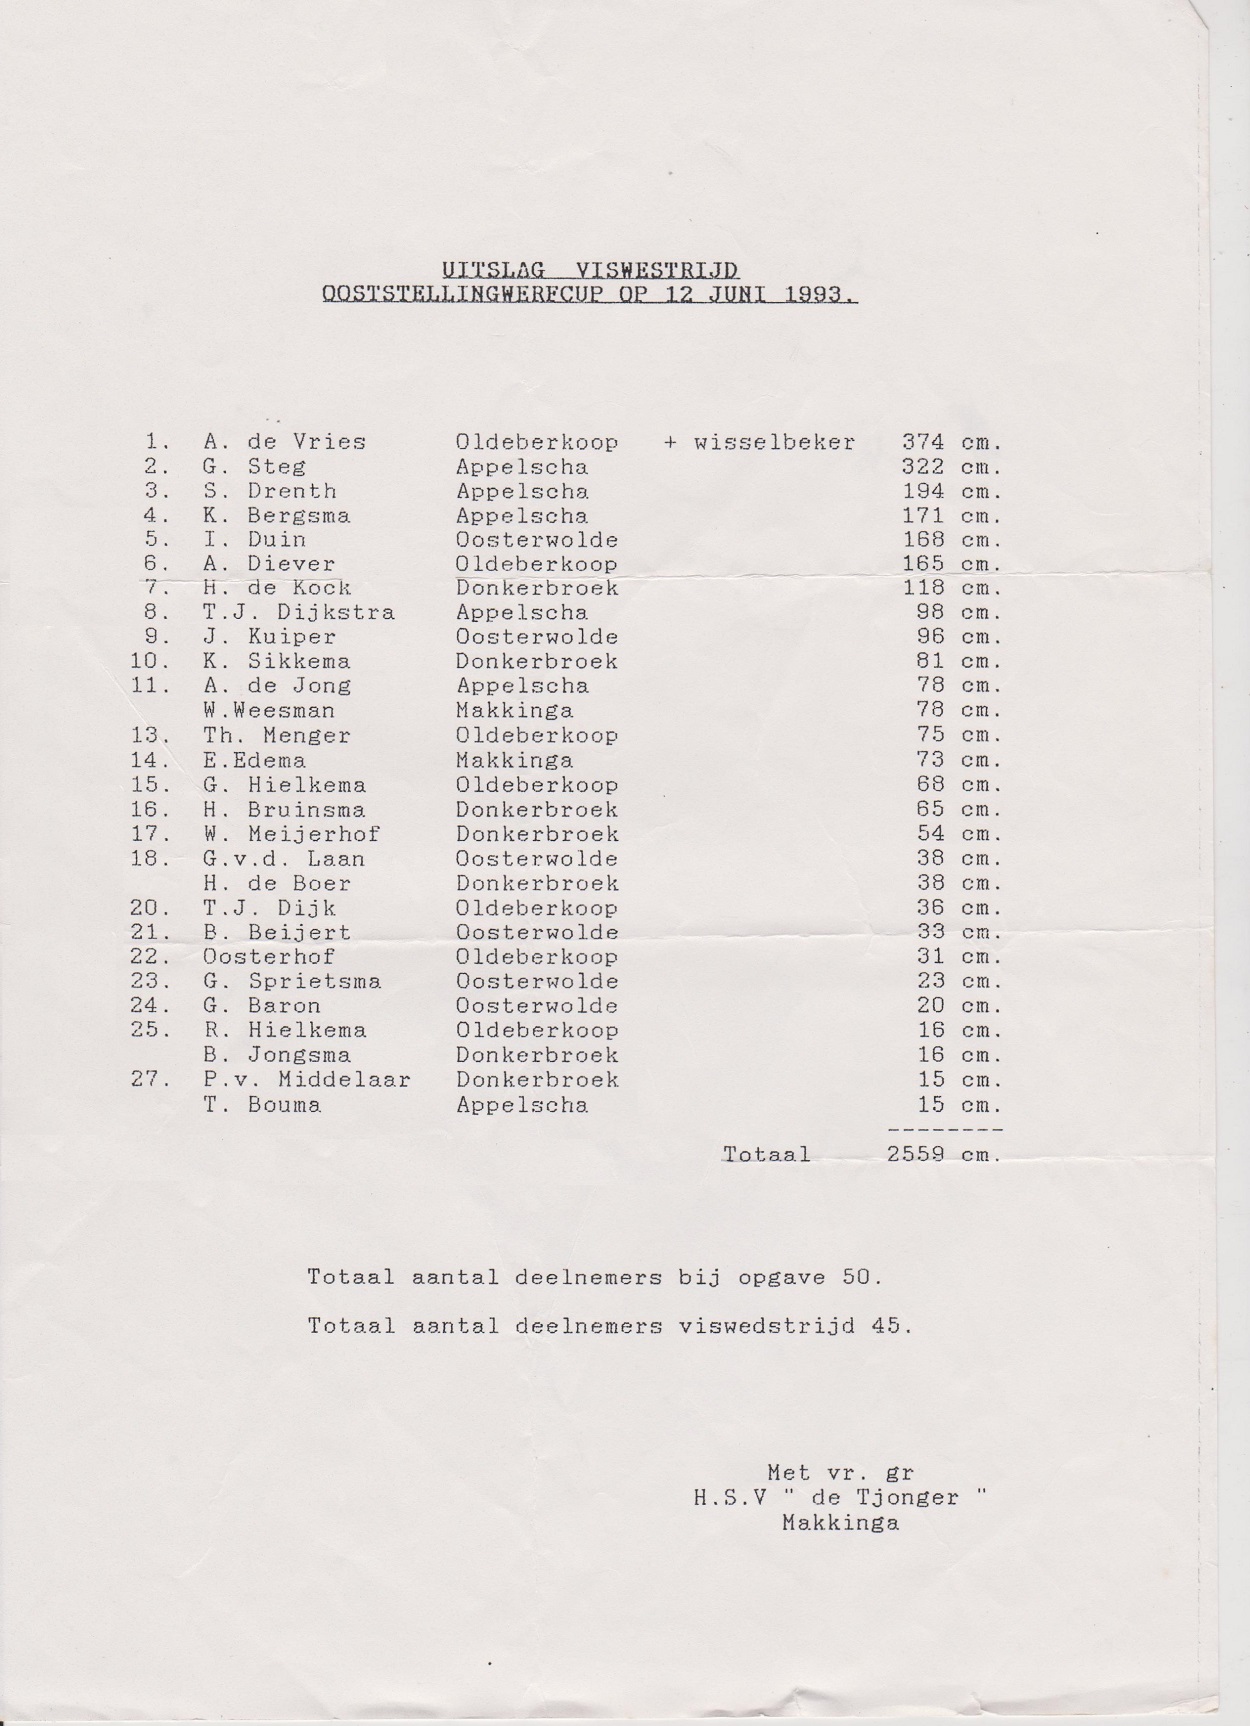 UITSLAG VISWESTRIJD
OOSTSTELLINGWERFCUP OP 12 JUNI 1993.
1. A. de Vries Oldeberkoop + wisselbeker 374 cm.
2. G. Steg Appelscha 322 cm.
3. S. Drenth Appelscha 194 cm.
4. K. Bergsma Appelscha 171 cm.
5. I. Duin Oosterwolde 168 cm.
6. A. Diever Oldeberkoop 165 cm.
7. H. de Kock Donkerbroek 118 cm.
8. T.J. Dijkstra Appelscha 98 cm.
9. J. Kuiper Oosterwolde 96 cm.
10. K. Sikkema Donkerbroek 81 cm.
11. A. de Jong Appelscha 78 cm.
W.Weesman Makkinga 78 cm.
13. Th. Menger Oldeberkoop 75 cm.
14. E.Edema Makkinga 73 cm.
15. G. Hielkema Oldeberkoop 68 cm.
16. H. Bruinsma Donkerbroek 65 cm.
17. W. Meijerhof Donkerbroek 54 cm.
18. G.v.d. Laan Oosterwolde 38 cm.
H. de Boer Donkerbroek 38 cm.
20. T.J. Dijk Oldeberkoop 36 cm.
21. B. Beijert Oosterwolde 33 cm.
22. Oosterhof Oldeberkoop 31 cm.
23. G. Sprietsma Oosterwolde 23 cm.
24. G. Baron Oosterwolde 20 cm.
25. R. Hielkema Oldeberkoop 16 cm.
B. Jongsma Donkerbroek 16 cm.
27. P.v. Middelaar Donkerbroek 15 cm.
T. Bouma Appelscha 15 cm.
--------
Totaal 2559 cm.
Totaal aantal deelnemers bij opgave 50.
Totaal aantal deelnemers viswedstrijd 45.
Met vr. gr
H.S.V " de Tjonger "
Makkinga